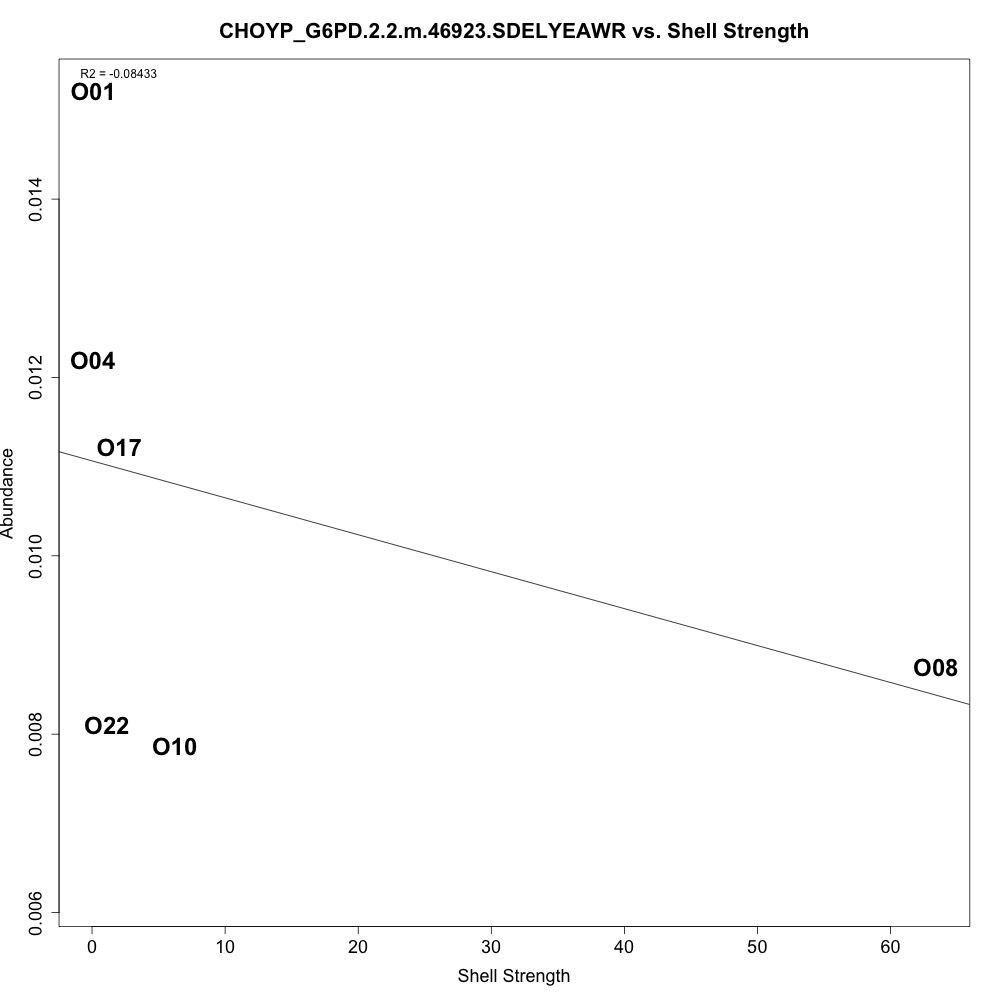 CHOYP_G6PD.2.2.m.46923.SDELYEAWR vs. Shell Strength
R2 = -0.08433
O01
0.014
O04
0.012
O17
Abundance
0.010
O08
O22
0.008
O10
0.006
0 10 20 30 40 50 60
Shell Strength